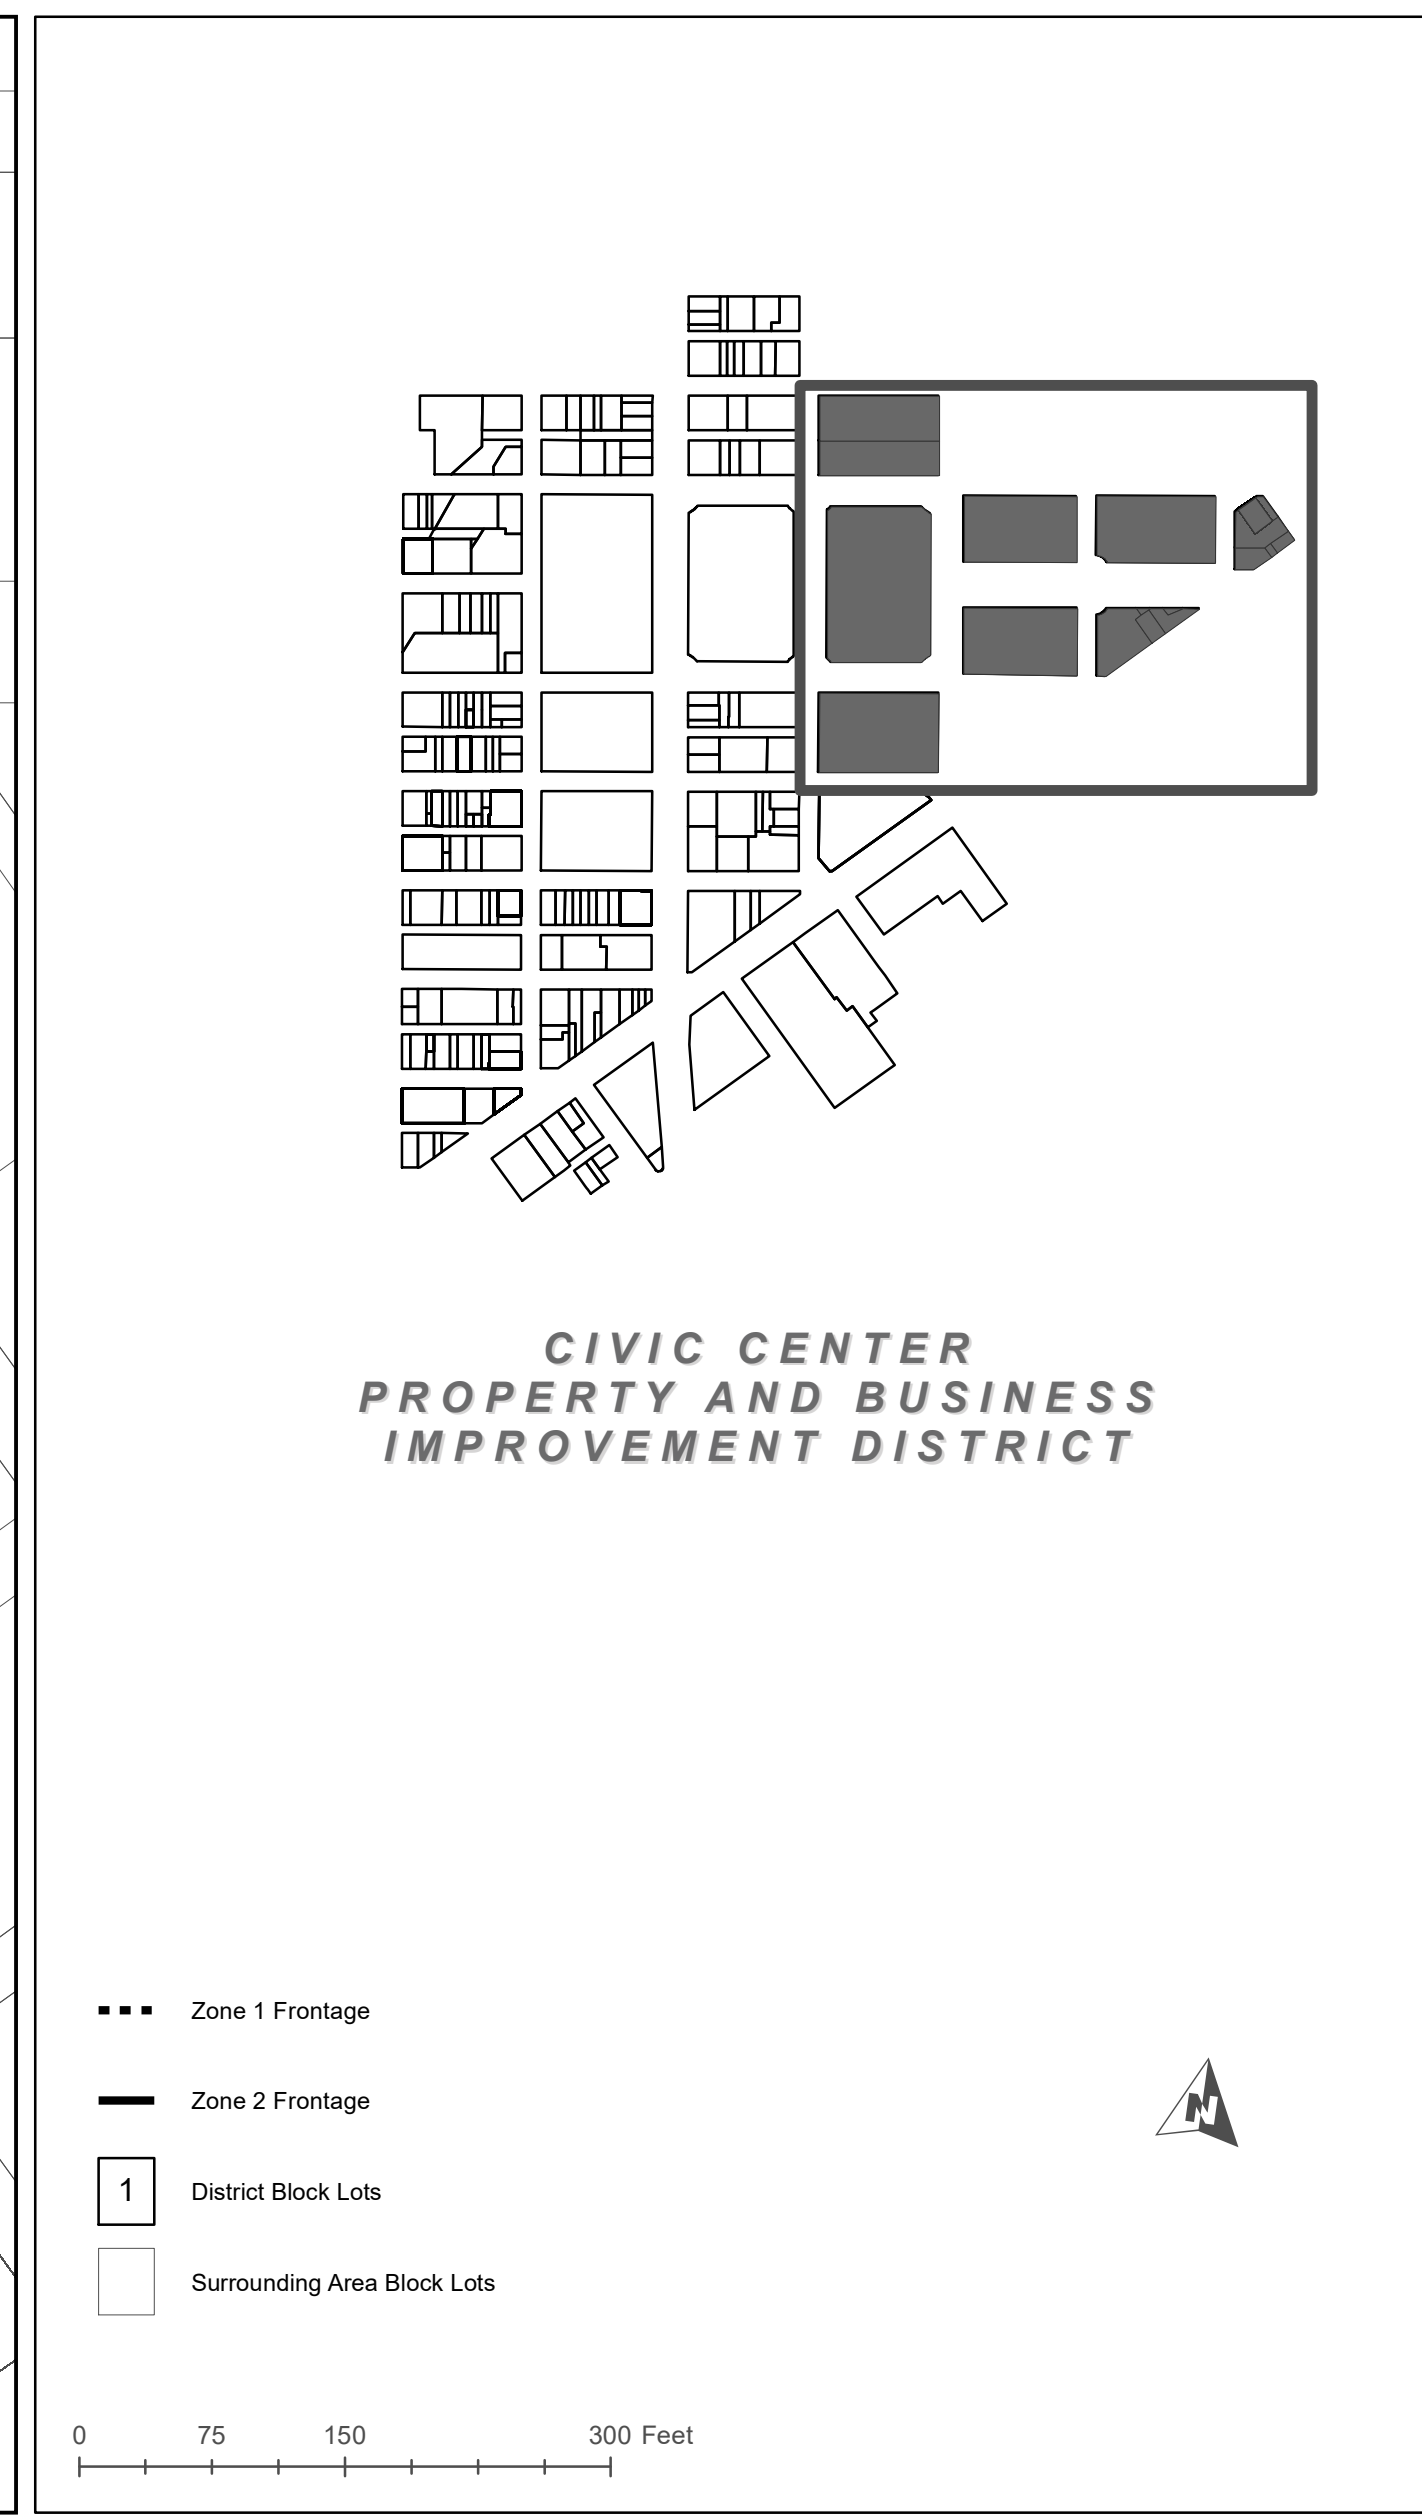 CIVIC CENTER
PROPERTY AND BUSINESS
IMPROVEMENT DISTRICT
Zone 1 Frontage
Zone 2 Frontage
N
1 District Block Lots
Surrounding Area Block Lots
0 75 150 300 Feet